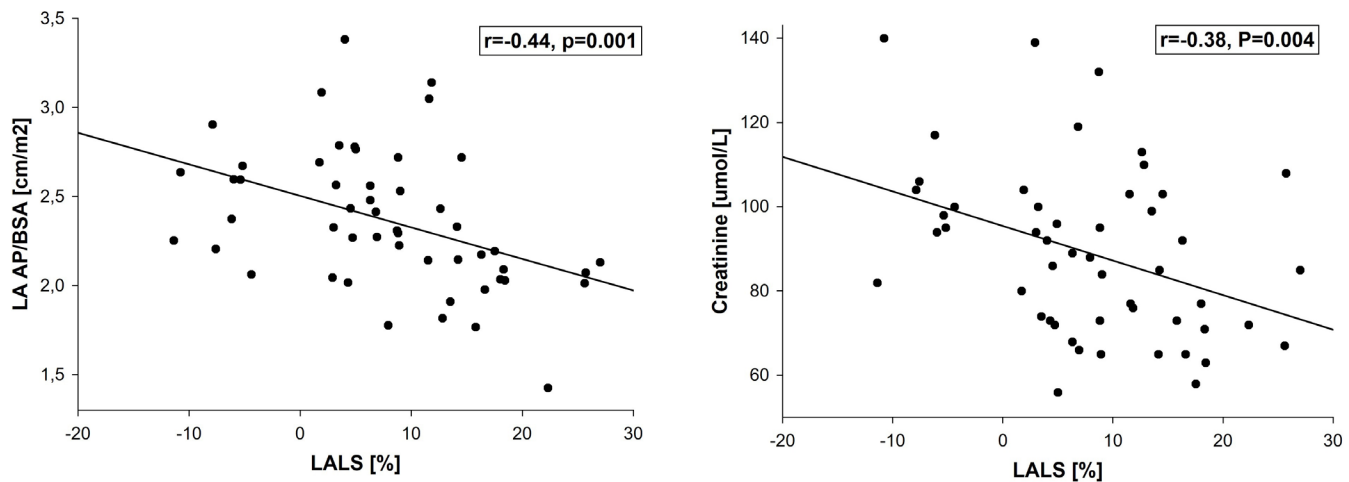 3,5
3,0
2,5
2,0
1,5
LA AP/BSA [cm/m2]
r=-0.44, p=0.001
-20 -10 0 10 20 30
LALS [%]
140
120
100
80
60
Creatinine [umol/L]
r=-0.38, P=0.004
-20 -10 0 10 20 30
LALS [%]